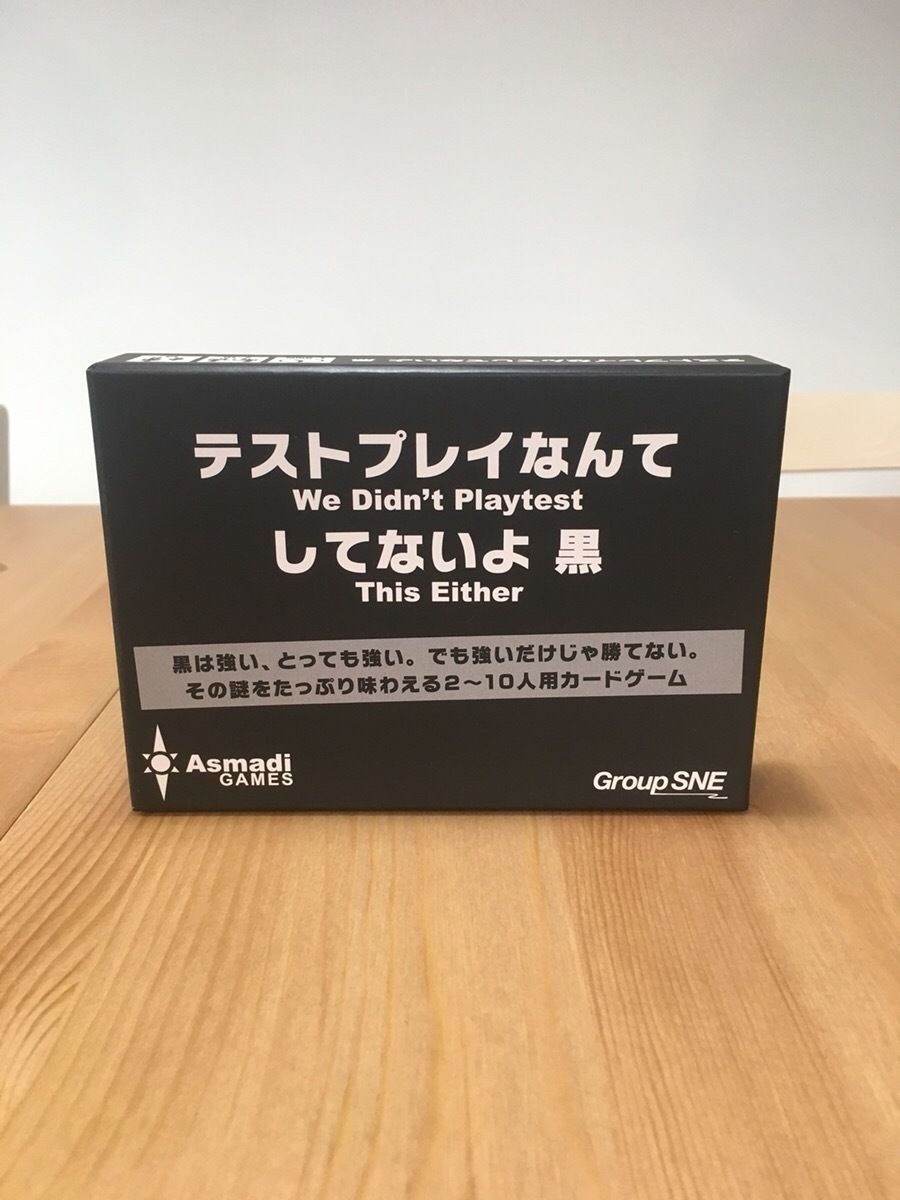 テストプレイなんて
We Didn't Playtest
してないよ 黒
This Either
黒は強い、とっても強い。でも強いだけじゃ勝てない。
その謎をたっぷり味わえる2～10人用カードゲーム
Asmadi
GAMES
Group SNE